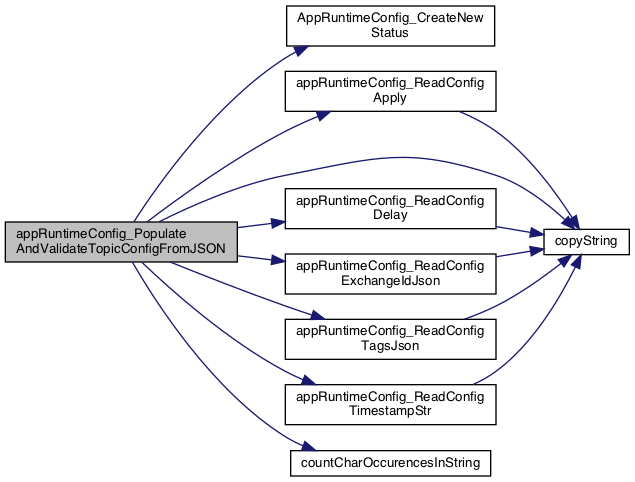 AppRuntimeConfig_CreateNew
Status
appRuntimeConfig_ReadConfig
Apply
appRuntimeConfig_ReadConfig
Delay
appRuntimeConfig_Populate
AndValidateTopicConfigFromJSON
copyString
appRuntimeConfig_ReadConfig
ExchangeIdJson
appRuntimeConfig_ReadConfig
TagsJson
appRuntimeConfig_ReadConfig
TimestampStr
countCharOccurencesInString